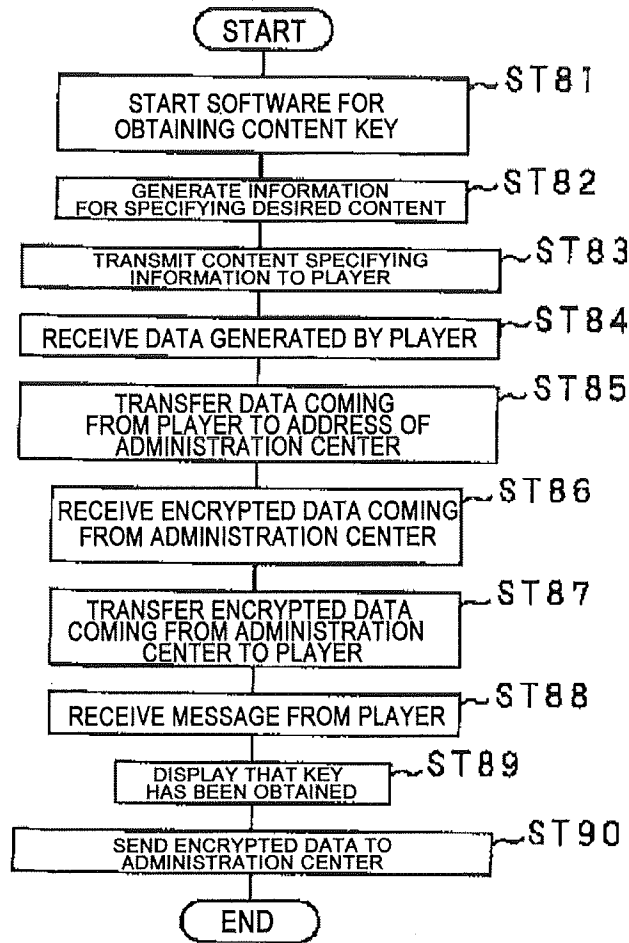 START
ST81
START SOFTWARE FOR
OBTAINING CONTENT KEY
ST82
GENERATE INFORMATION
FOR SPECIFYING DESIRED CONTENT
ST83
TRANSMIT CONTENT SPECIFYING
INFORMATION TO PLAYER
ST84
RECEIVE DATA GENERATED BY PLAYER
ST85
TRANSFER DATA COMING
FROM PLAYER TO ADDRESS OF
ADMINISTRATION CENTER
ST86
RECEIVE ENCRYPTED DATA COMING
FROM ADMINISTRATION CENTER
ST87
TRANSFER ENCRYPTED DATA
COMING FROM ADMINISTRATION
CENTER TO PLAYER
ST88
RECEIVE MESSAGE FROM PLAYER
ST89
DISPLAY THAT KEY
HAS BEEN OBTAINED
ST90
SEND ENCRYPTED DATA TO
ADMINISTRATION CENTER
END